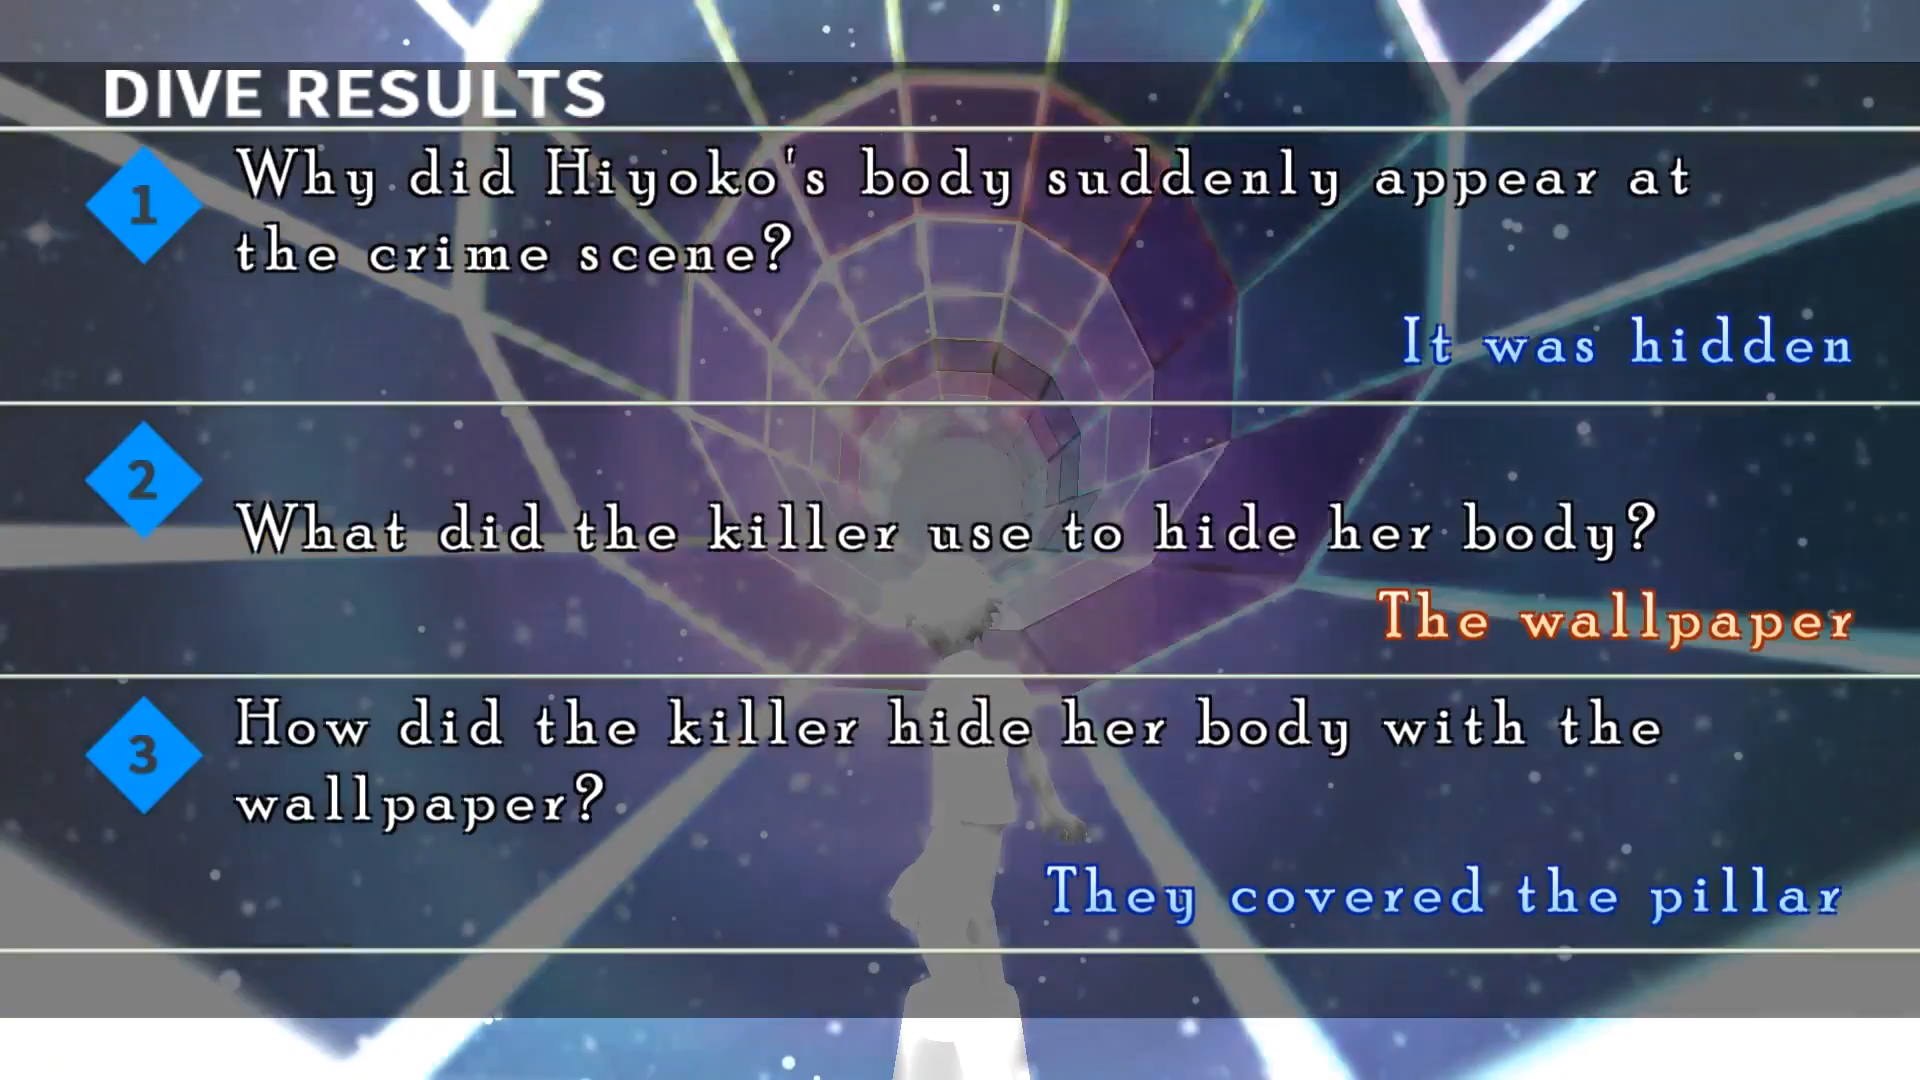 DIVE RESULTS
1
Why did Hiyoko's body suddenly appear at
the crime scene?
It was hidden
2
What did the killer use to hide her body?
The wallpaper
3
How did the killer hide her body with the
wallpaper?
They covered the pillar